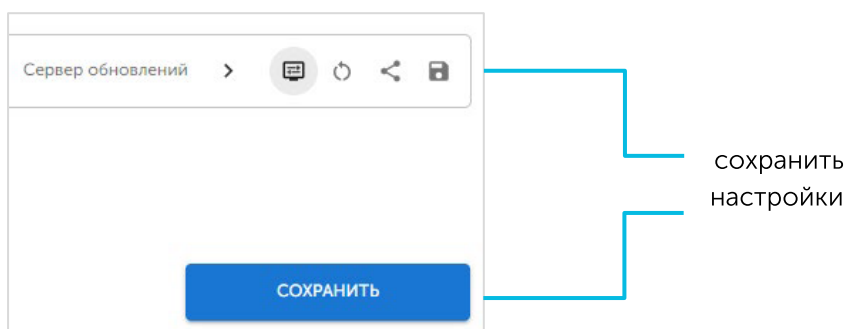 Сервер обновлений
сохранить
настройки
СОХРАНИТЬ